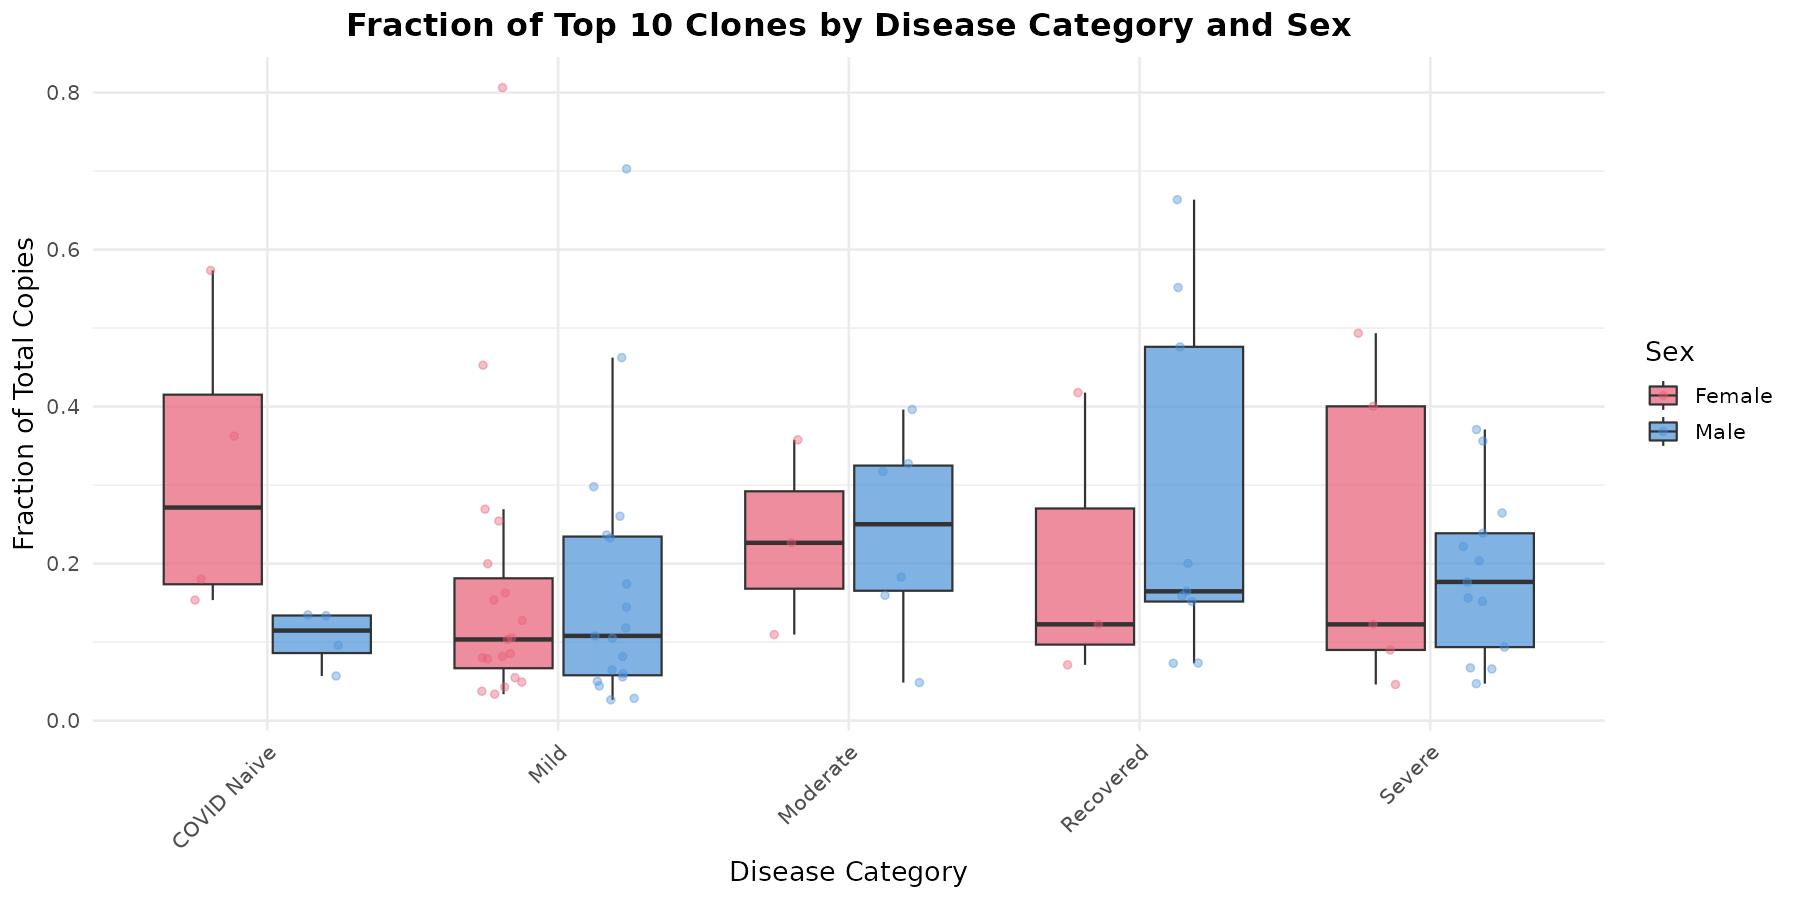 Fraction of Top 10 Clones by Disease Category and Sex
Fraction of Total Copies
0.8
0.6
0.4
0.2
0.0
COVID Naive
Mild
Moderate
Recovered
Severe
Disease Category
Sex
Female
Male